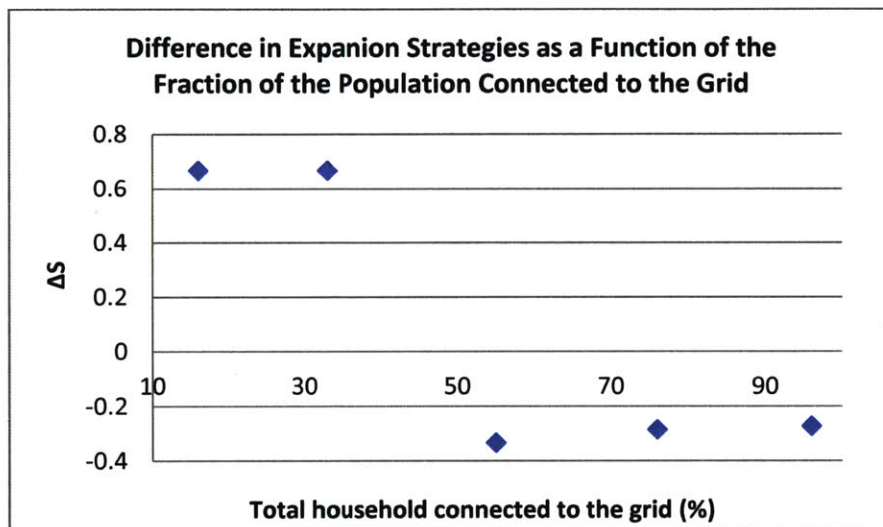 Difference in Expanion Strategies as a Function of the
Fraction of the Population Connected to the Grid
0.8
0.6
0.4
0.2
0
-0.2
-0.4
ΔS
10 30 50 70 90
Total household connected to the grid (%)